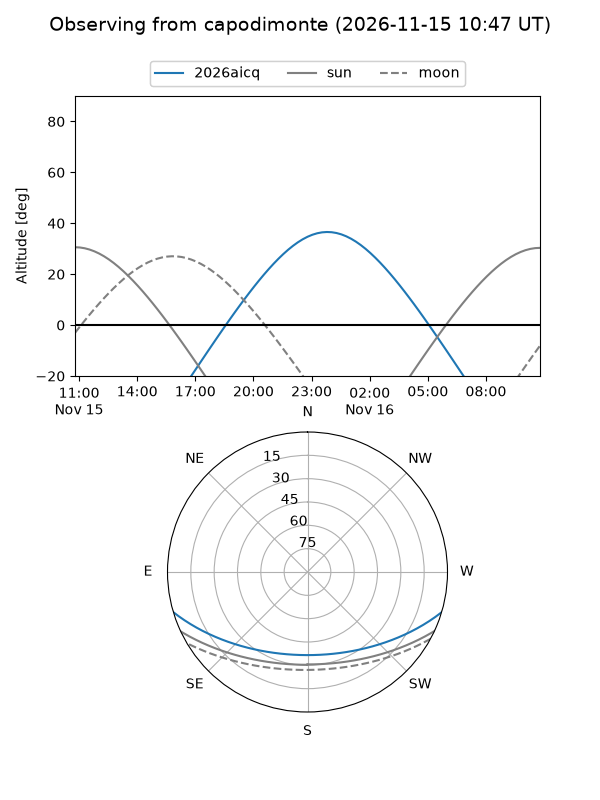 Observing from capodimonte (2026-11-15 10:47 UT)
2026aicq sun moon
Altitude [deg]
80
60
40
20
0
−20
11:00 14:00 17:00 20:00 23:00 02:00 05:00 08:00
Nov 15 Nov 16
N
NE NW
15
30
45
60
75
E W
SE SW
S